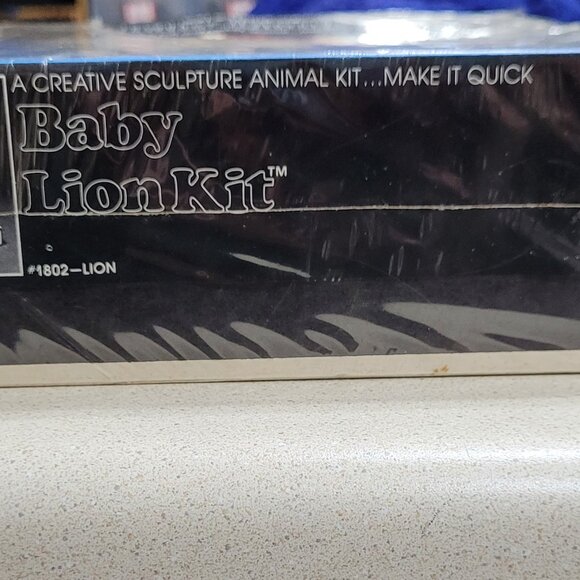 A CREATIVE SCULPTURE ANIMAL KIT...MAKE IT QUICK
Baby
Lion Kit™
#1802-LION